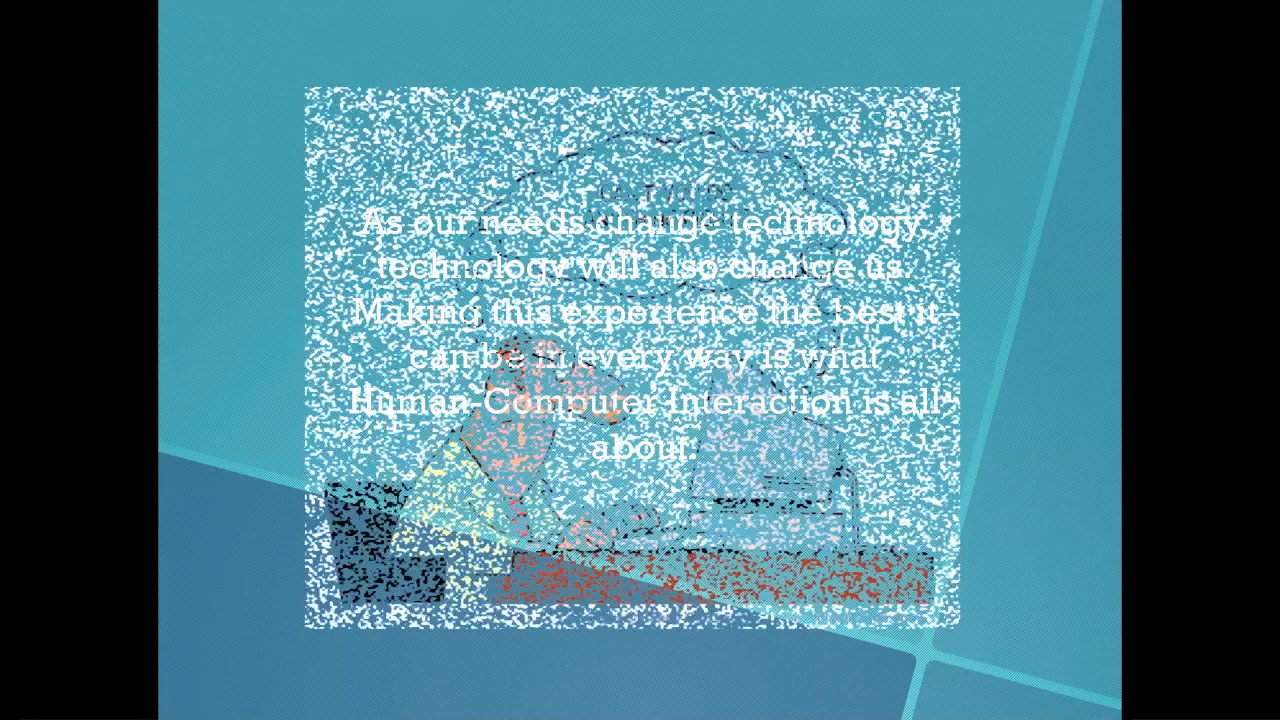 As our needs change technology,
technology will also change us.
Making this experience the best it
can be in every way is what
Human-Computer Interaction is all
about.